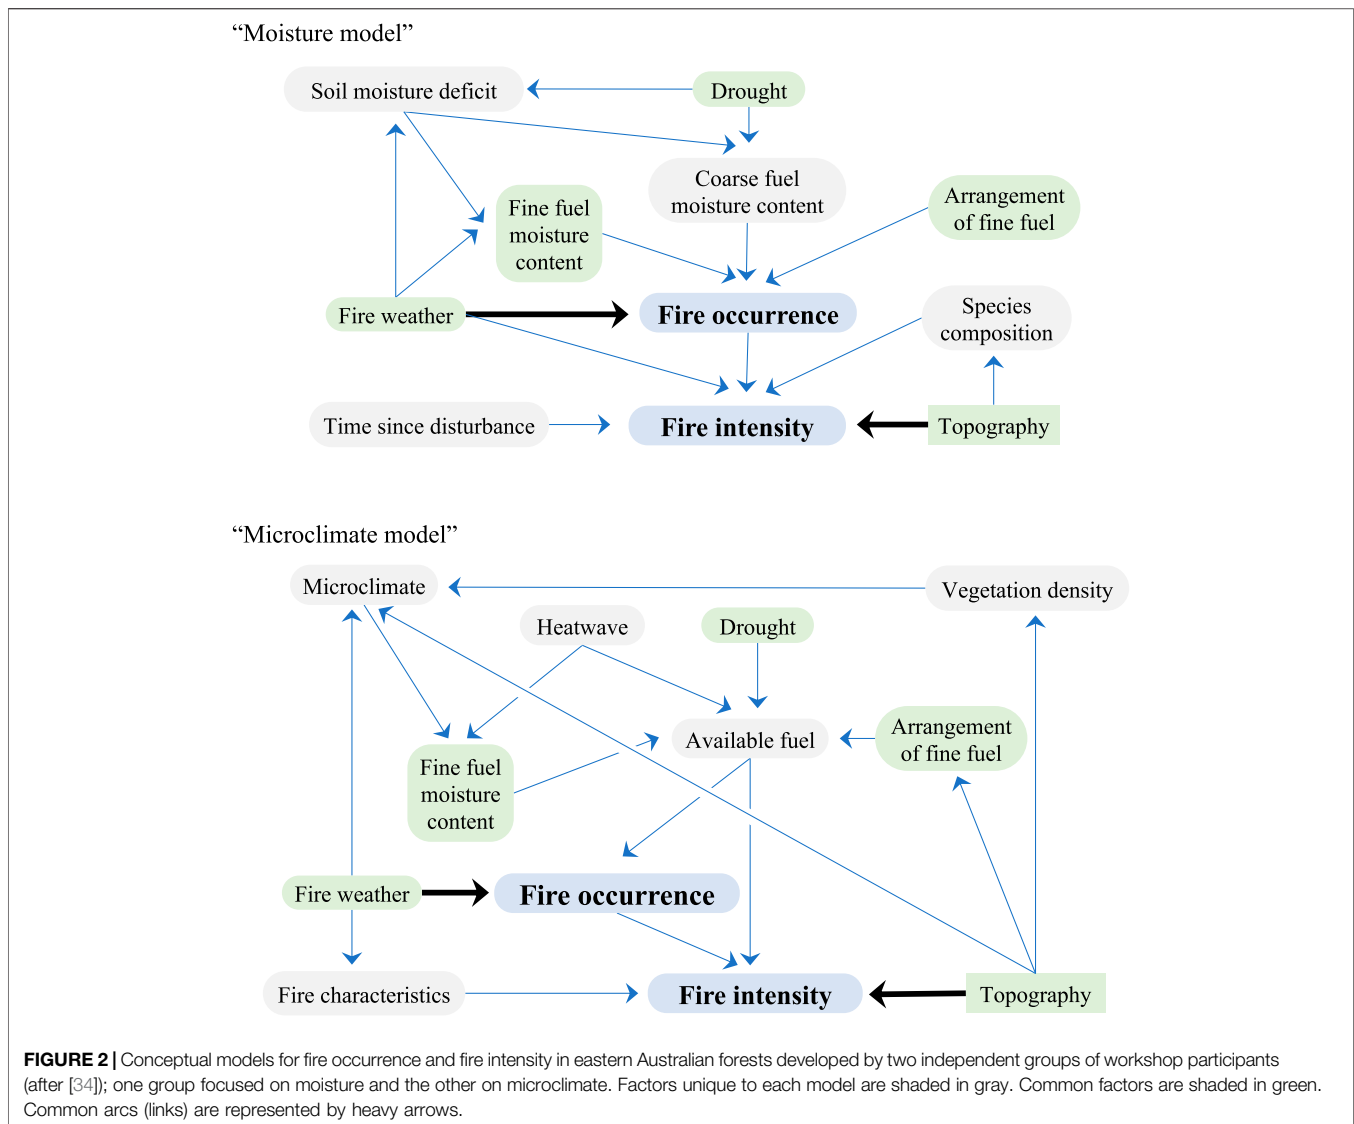 “Moisture model”
Soil moisture deficit
Drought
Coarse fuel
moisture content
Fine fuel
moisture
content
Arrangement
of fine fuel
Fire weather
Fire occurrence
Species
composition
Time since disturbance
Fire intensity
Topography
“Microclimate model”
Microclimate
Vegetation density
Heatwave
Drought
Available fuel
Arrangement
of fine fuel
Fine fuel
moisture
content
Fire weather
Fire occurrence
Fire characteristics
Fire intensity
Topography
FIGURE 2 | Conceptual models for fire occurrence and fire intensity in eastern Australian forests developed by two independent groups of workshop participants
(after [34]); one group focused on moisture and the other on microclimate. Factors unique to each model are shaded in gray. Common factors are shaded in green.
Common arcs (links) are represented by heavy arrows.